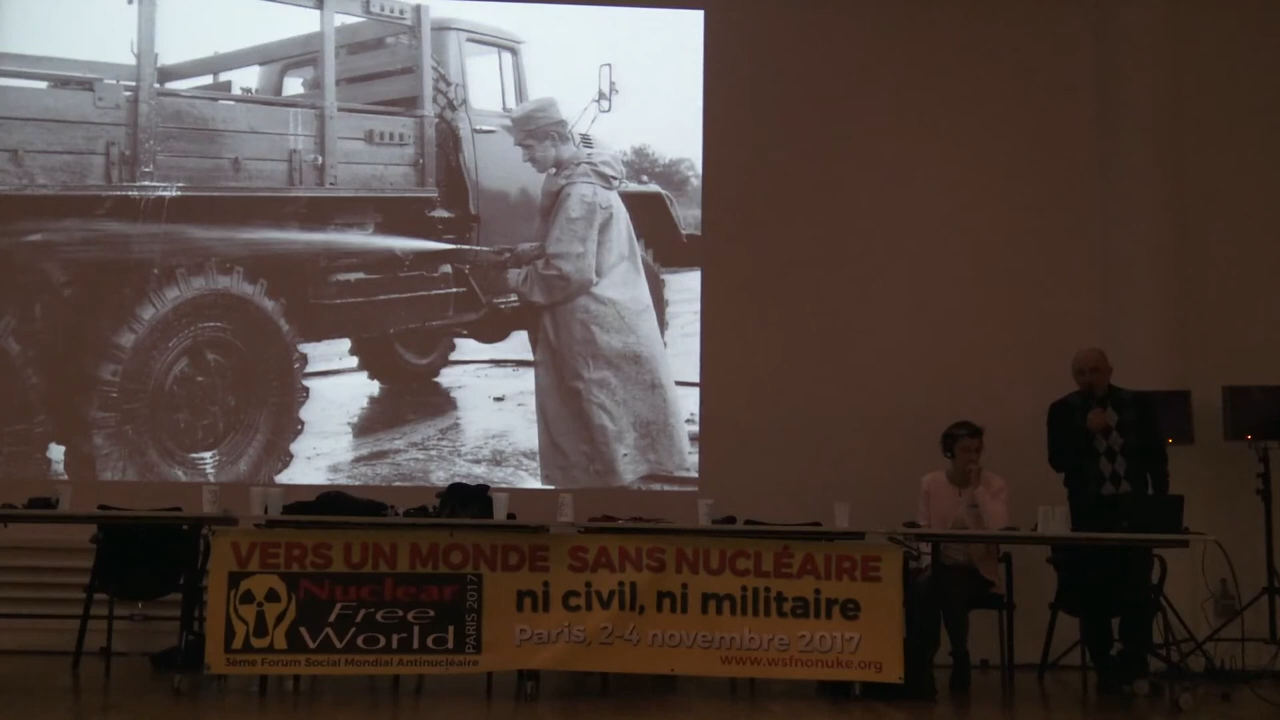 VERS UN MONDE SANS NUCLÉAIRE
ni civil, ni militaire
Nuclear
Free
World
PARIS 2017
Paris, 2-4 novembre 2017
3ème Forum Social Mondial Antinucléaire
www.wsfnonuke.org